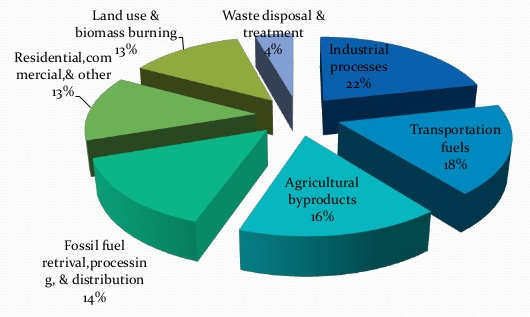 Land use &
biomass burning
13%
Waste disposal &
treatment
4%
Industrial
processes
22%
Residential,com
mercial,& other
13%
Transportation
fuels
18%
Agricultural
byproducts
16%
Fossil fuel
retrival,processin
g, & distribution
14%